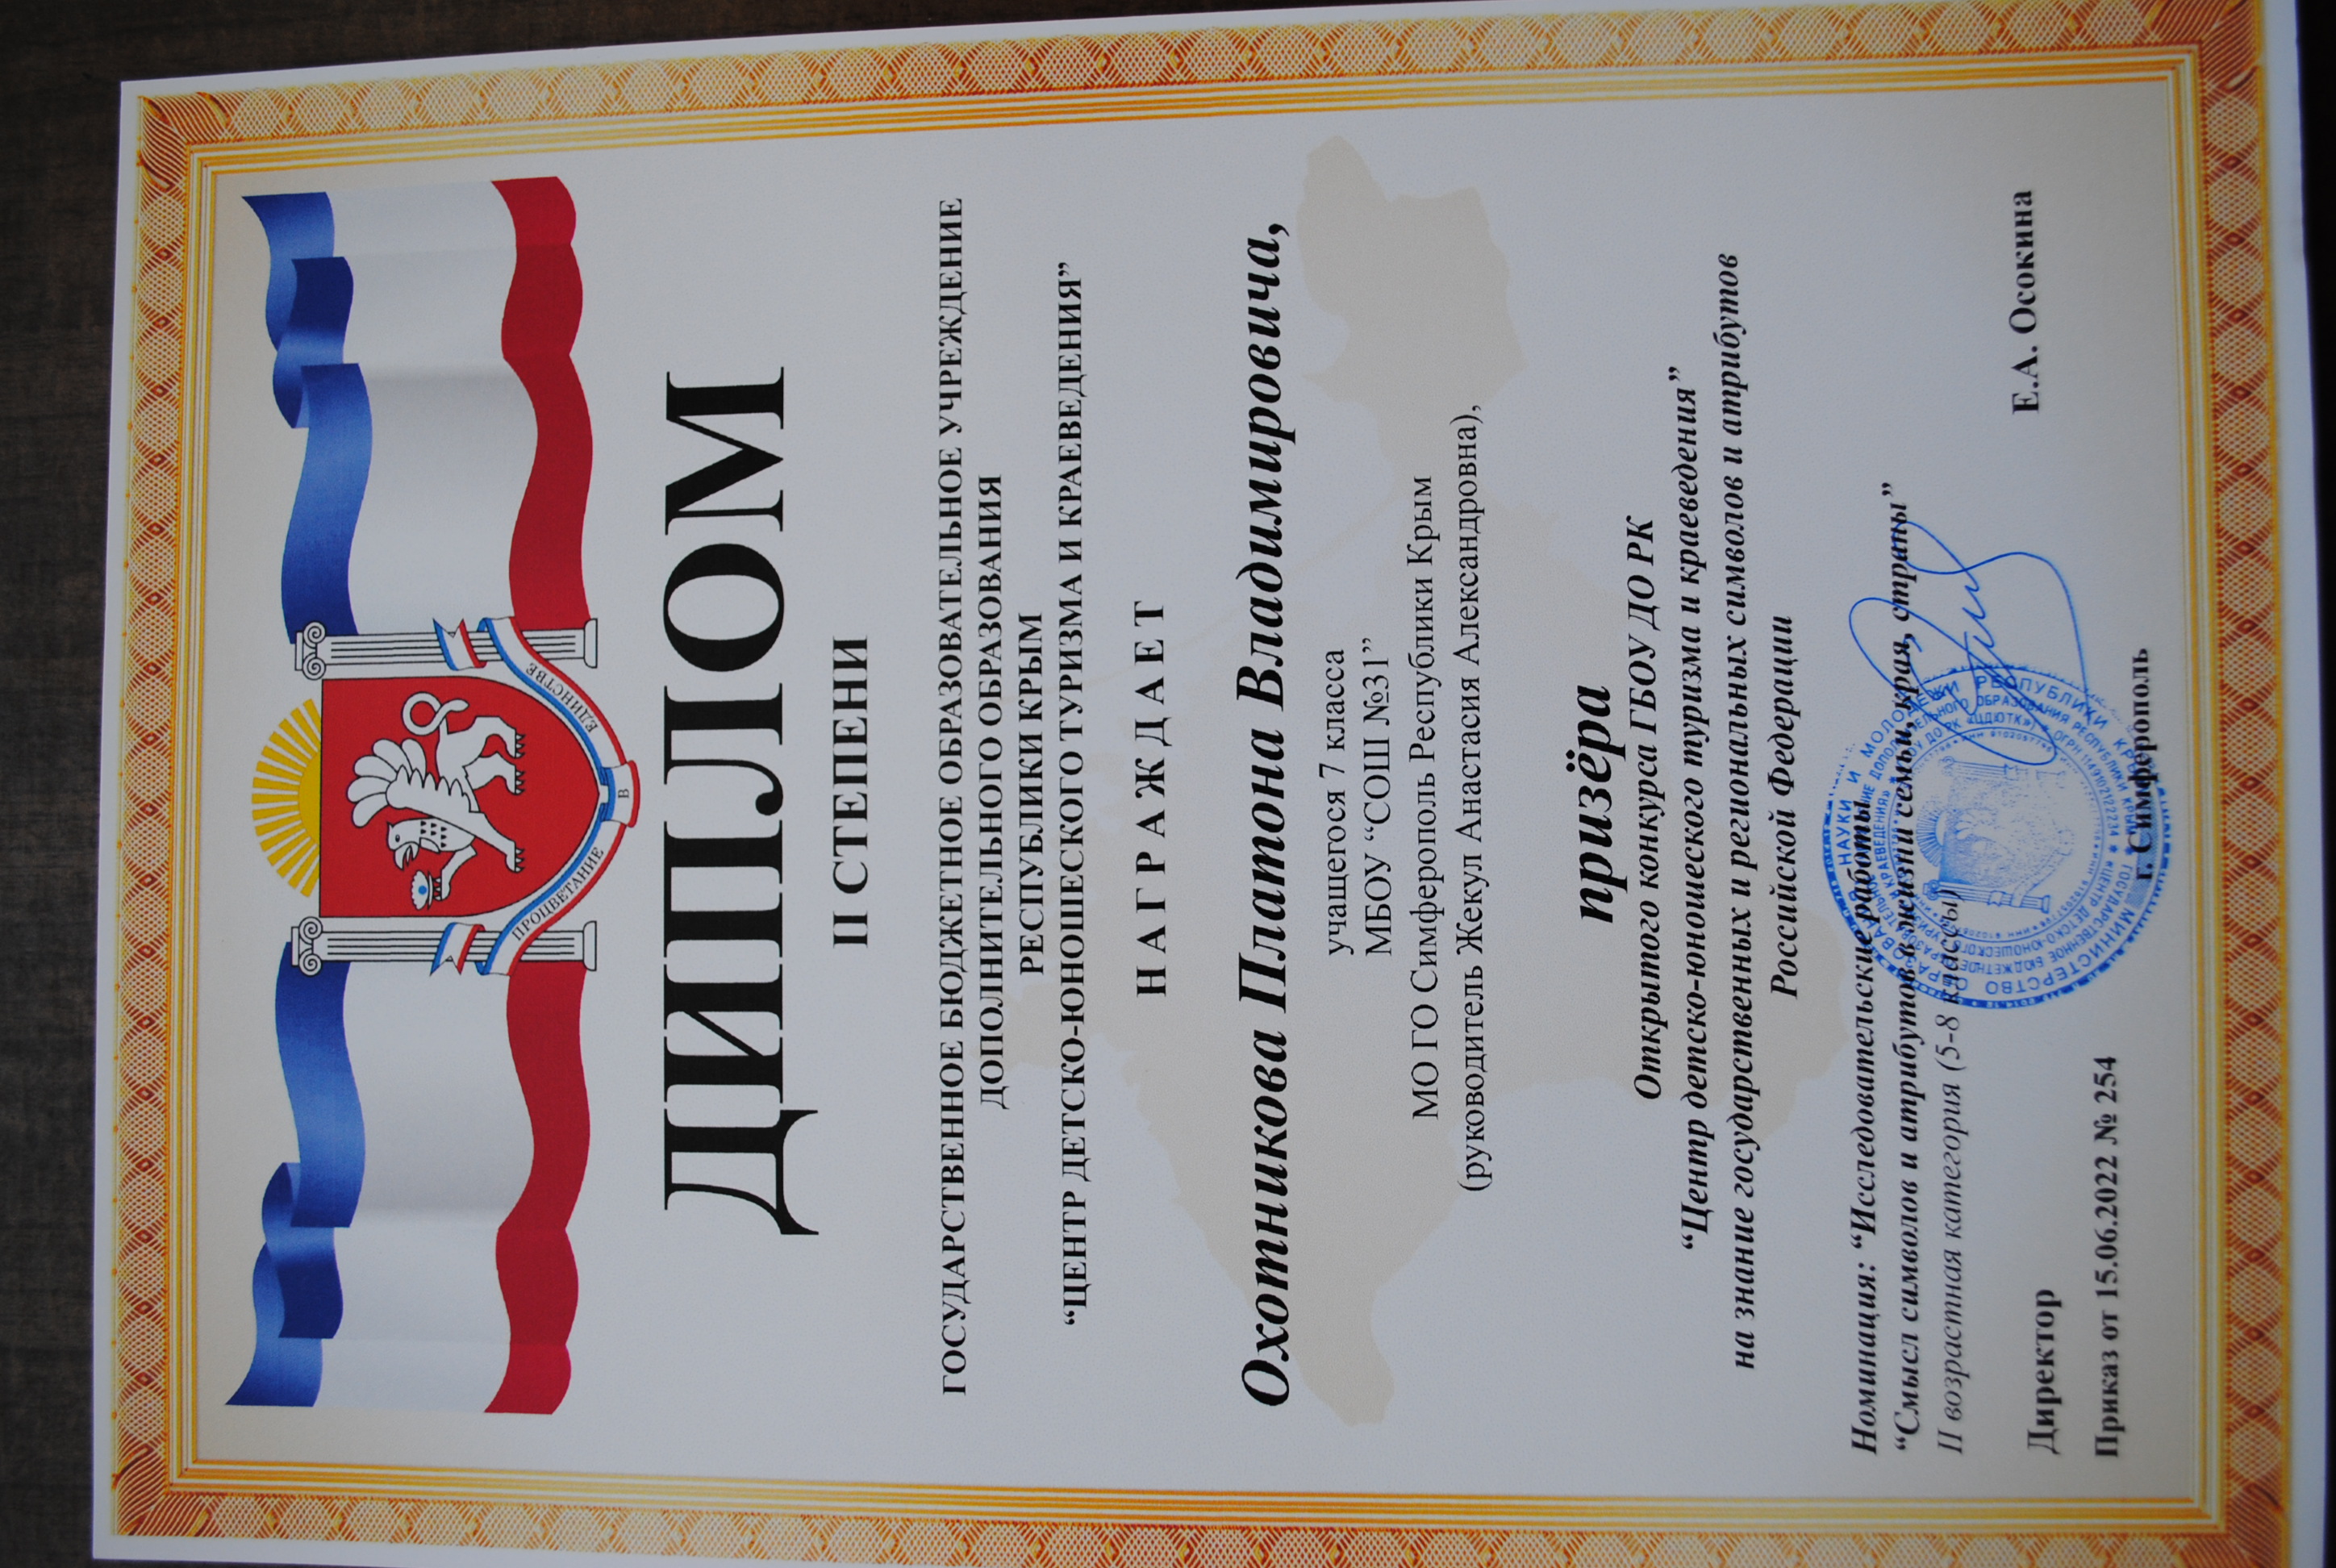 ПРОЦВЕТАНИЕ В ЕДИНСТВЕ
ДИПЛОМ
II СТЕПЕНИ
ГОСУДАРСТВЕННОЕ БЮДЖЕТНОЕ ОБРАЗОВАТЕЛЬНОЕ УЧРЕЖДЕНИЕ
ДОПОЛНИТЕЛЬНОГО ОБРАЗОВАНИЯ
РЕСПУБЛИКИ КРЫМ
“ЦЕНТР ДЕТСКО-ЮНОШЕСКОГО ТУРИЗМА И КРАЕВЕДЕНИЯ”
НАГРАЖДАЕТ
Охотникова Платона Владимировича,
учащегося 7 класса
МБОУ “СОШ №31”
МО ГО Симферополь Республики Крым
(руководитель Жекул Анастасия Александровна),
призёра
Открытого конкурса ГБОУ ДО РК
“Центр детско-юношеского туризма и краеведения”
на знание государственных и региональных символов и атрибутов
Российской Федерации
Номинация: “Исследовательские работы.
“Смысл символов и атрибутов в жизни семьи, края, страны”
II возрастная категория (5-8 классы)
Директор
Е.А. Осокина
Приказ от 15.06.2022 № 254
г. Симферополь